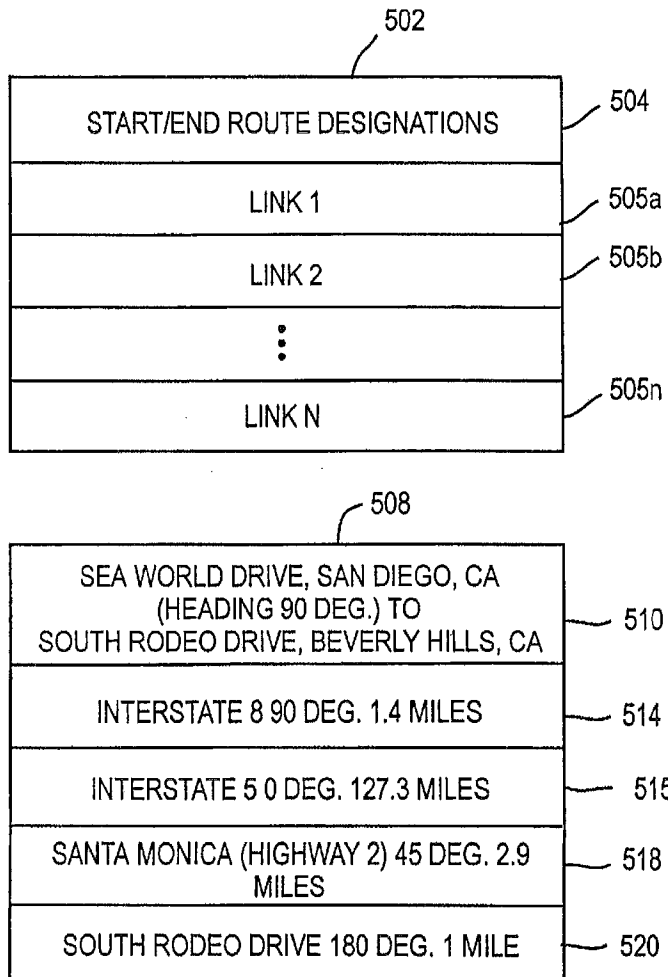 502
START/END ROUTE DESIGNATIONS
504
LINK 1
505a
LINK 2
505b
LINK N
505n
508
SEA WORLD DRIVE, SAN DIEGO, CA
(HEADING 90 DEG.) TO
SOUTH RODEO DRIVE, BEVERLY HILLS, CA
510
INTERSTATE 8 90 DEG. 1.4 MILES
514
INTERSTATE 5 0 DEG. 127.3 MILES
515
SANTA MONICA (HIGHWAY 2) 45 DEG. 2.9
MILES
518
SOUTH RODEO DRIVE 180 DEG. 1 MILE
520